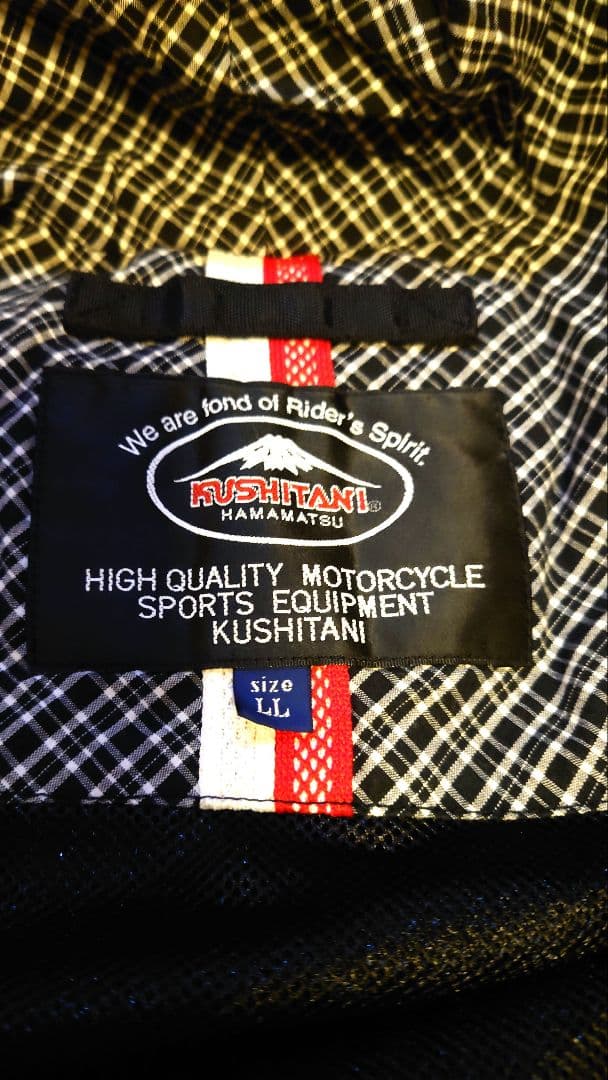 We are fond of Rider's Spirit.
KUSHITANI®
HAMAMATSU
HIGH QUALITY MOTORCYCLE
SPORTS EQUIPMENT
KUSHITANI
size
LL